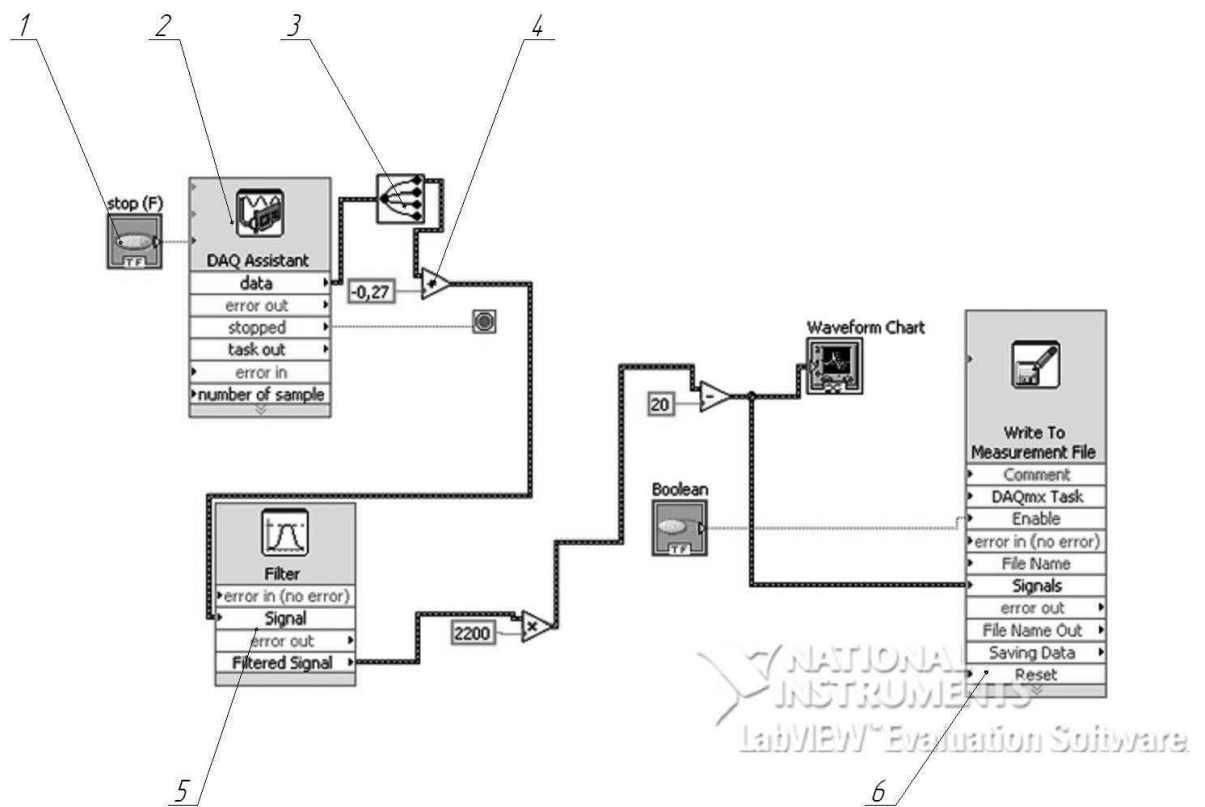 1
2
3
4
stop (F)
TF
DAQ Assistant
data
error out
stopped
task out
error in
number of sample
-0,27
Waveform Chart
20
Boolean
TF
Write To
Measurement File
Comment
DAQmx Task
Enable
error in (no error)
File Name
Signals
error out
File Name Out
Saving Data
Reset
Filter
error in (no error)
Signal
error out
Filtered Signal
2200
NATIONAL
INSTRUMENTS
LabVIEW™ Evaluation Software
5
6